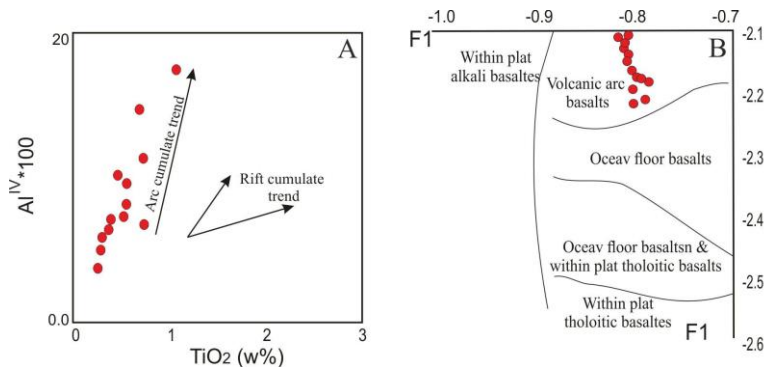 A
20
Al^IV*100
0.00
0
1
2
3
TiO2 (w%)
Arc cumulate trend
Rift cumulate
trend
B
F1
-1.0
-0.9
-0.8
-0.7
-2.1
-2.2
-2.3
-2.4
-2.5
-2.6
Within plat
alkali basaltes
Volcanic arc
basalts
Oceav floor basalts
Oceav floor basaltsn &
within plat tholoitic basalts
Within plat
tholoitic basaltes
F1